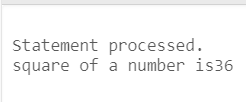 Statement processed.
square of a number is36